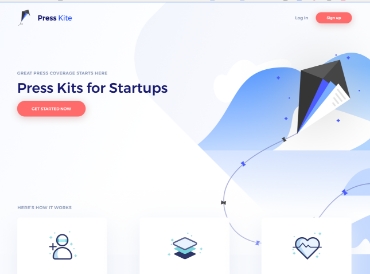 Press Kite
Log in
Sign up
GREAT PRESS COVERAGE STARTS HERE
Press Kits for Startups
GET STARTED NOW
HERE'S HOW IT WORKS